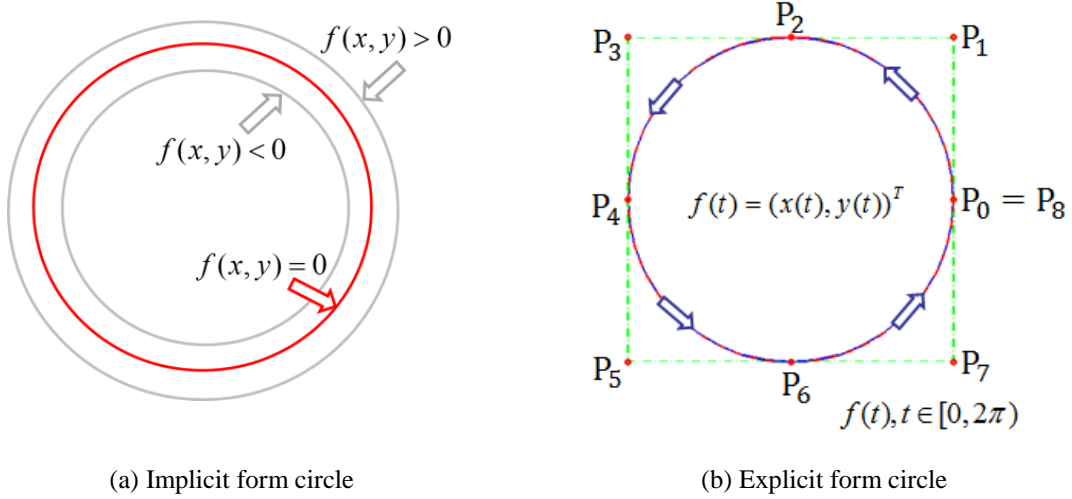 f(x, y) > 0
f(x, y) < 0
f(x, y) = 0
P₃
P₂
P₁
P₄
f(t) = (x(t), y(t))ᵀ
P₀ = P₈
P₅
P₆
P₇
f(t), t ∈ [0, 2π)
(a) Implicit form circle
(b) Explicit form circle